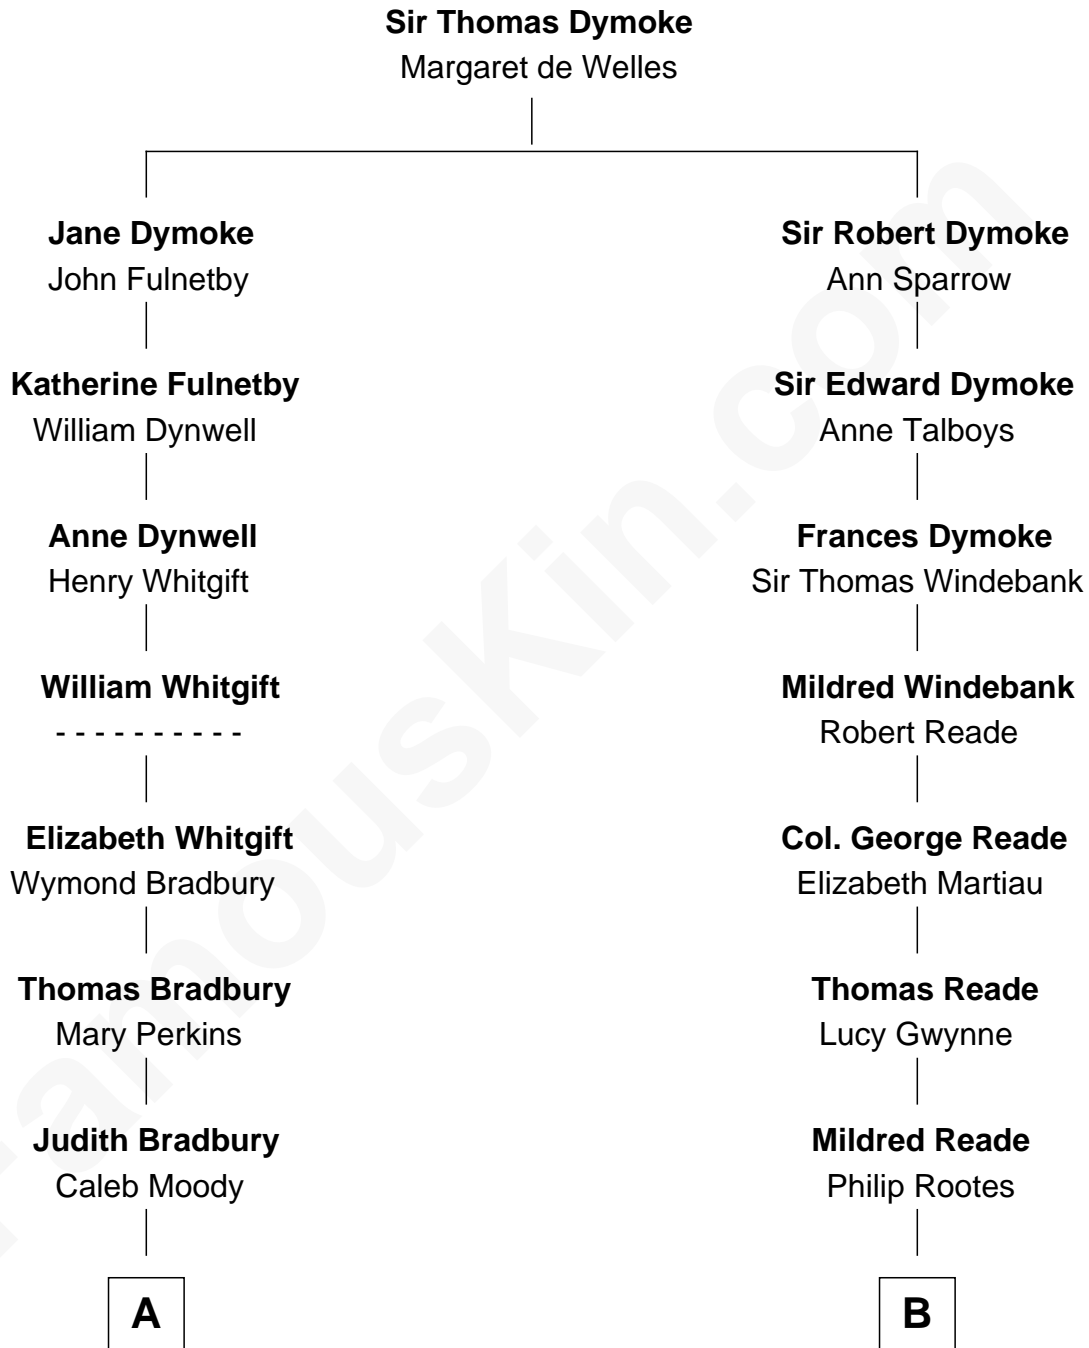 Sir Thomas Dymoke
Margaret de Welles
Jane Dymoke
John Fulnetby
Sir Robert Dymoke
Ann Sparrow
Katherine Fulnetby
William Dynwell
Sir Edward Dymoke
Anne Talboys
Anne Dynwell
Henry Whitgift
Frances Dymoke
Sir Thomas Windebank
William Whitgift
- - - - - - - - - -
Mildred Windebank
Robert Reade
Elizabeth Whitgift
Wymond Bradbury
Col. George Reade
Elizabeth Martiau
Thomas Bradbury
Mary Perkins
Thomas Reade
Lucy Gwynne
Judith Bradbury
Caleb Moody
Mildred Reade
Philip Rootes
A
B
FamousKin.com